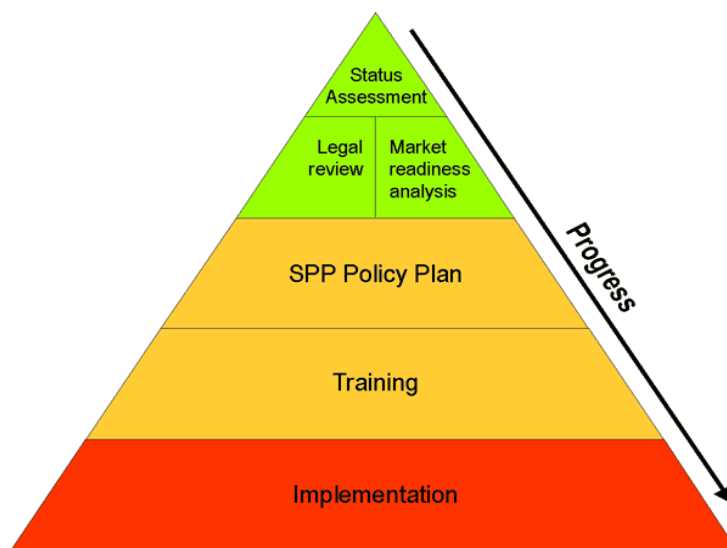 Status
Assessment
Legal
review
Market
readiness
analysis
SPP Policy Plan
Training
Implementation
Progress